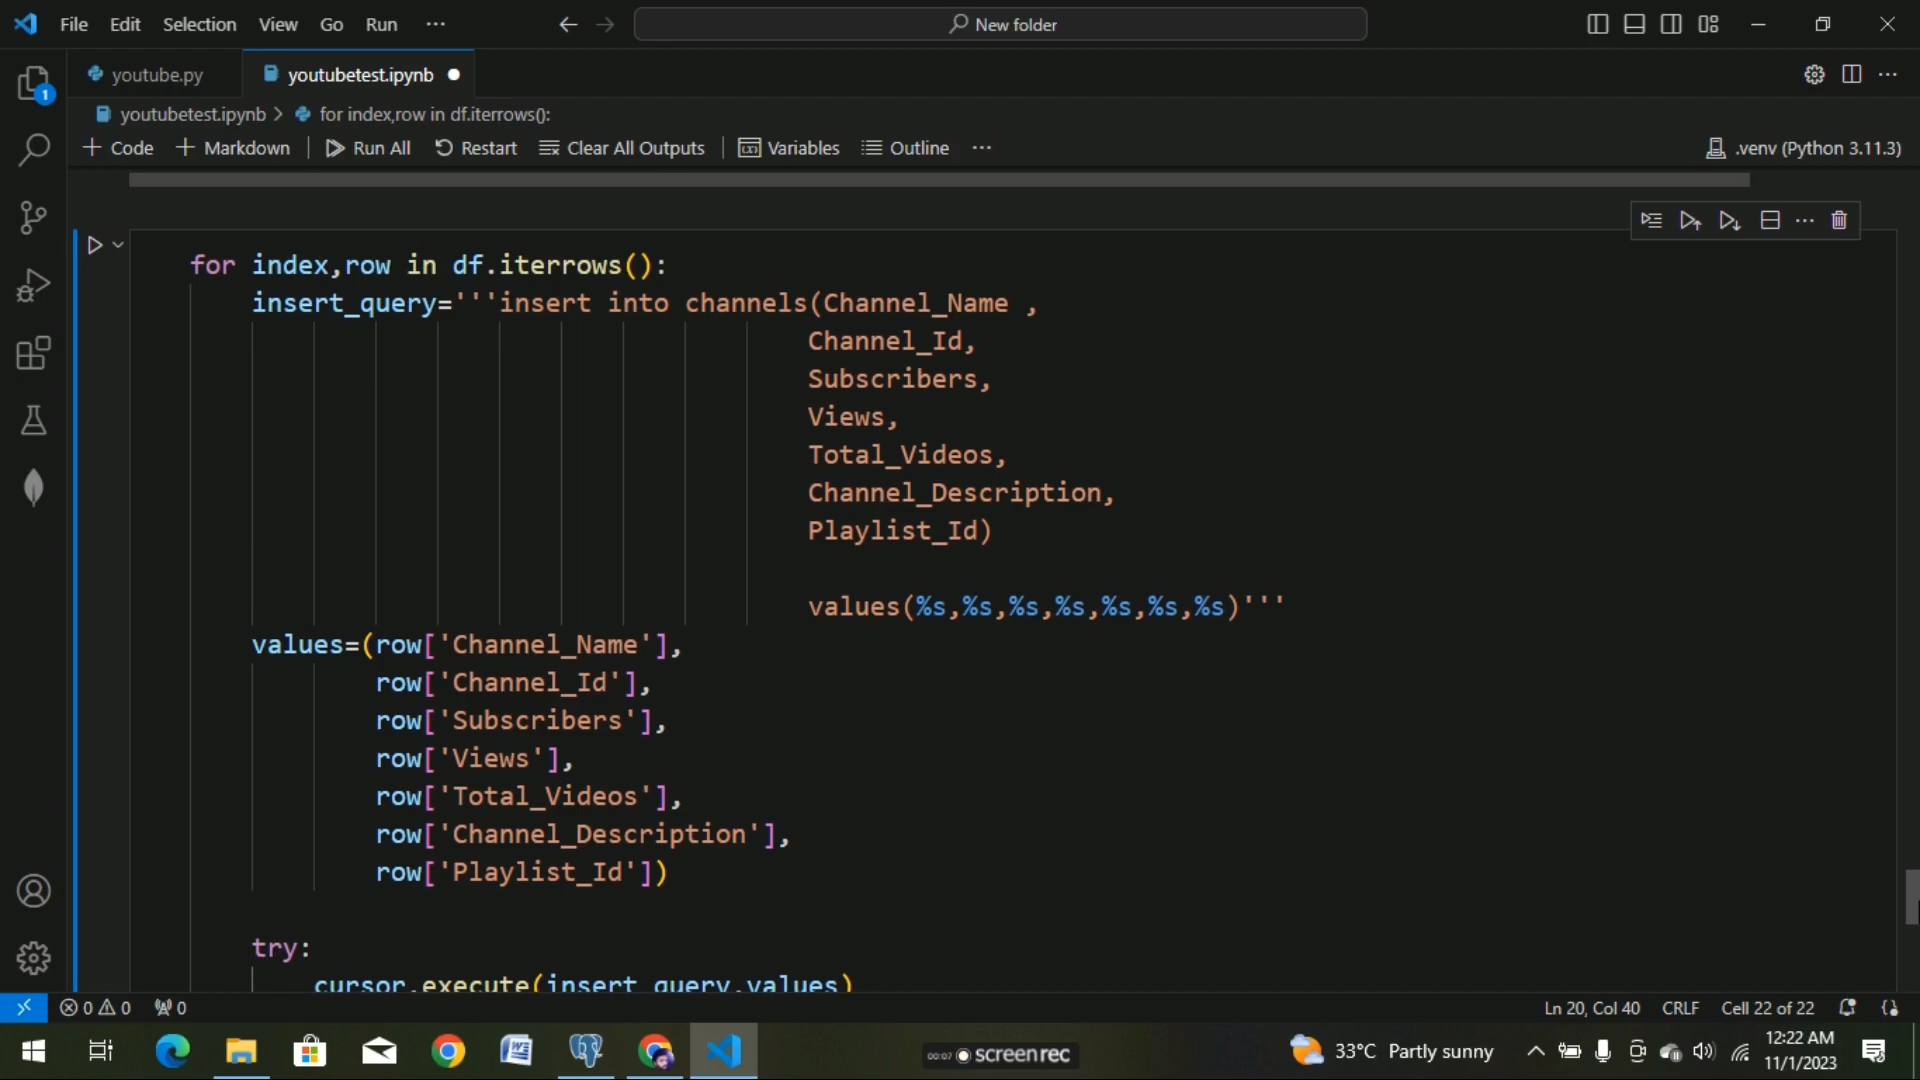 File Edit Selection View Go Run ··· New folder
youtube.py youtubetest.ipynb
youtubetest.ipynb > for index,row in df.iterrows():
Code Markdown Run All Restart Clear All Outputs Variables Outline ··· .venv (Python 3.11.3)
for index,row in df.iterrows():
insert_query='''insert into channels(Channel_Name ,
Channel_Id,
Subscribers,
Views,
Total_Videos,
Channel_Description,
Playlist_Id)
values(%s,%s,%s,%s,%s,%s,%s)'''
values=(row['Channel_Name'],
row['Channel_Id'],
row['Subscribers'],
row['Views'],
row['Total_Videos'],
row['Channel_Description'],
row['Playlist_Id'])
try:
cursor.execute(insert_query,values)
0 0 0 Ln 20, Col 40 CRLF Cell 22 of 22
00:07 screenrec 33°C Partly sunny 12:22 AM
11/1/2023